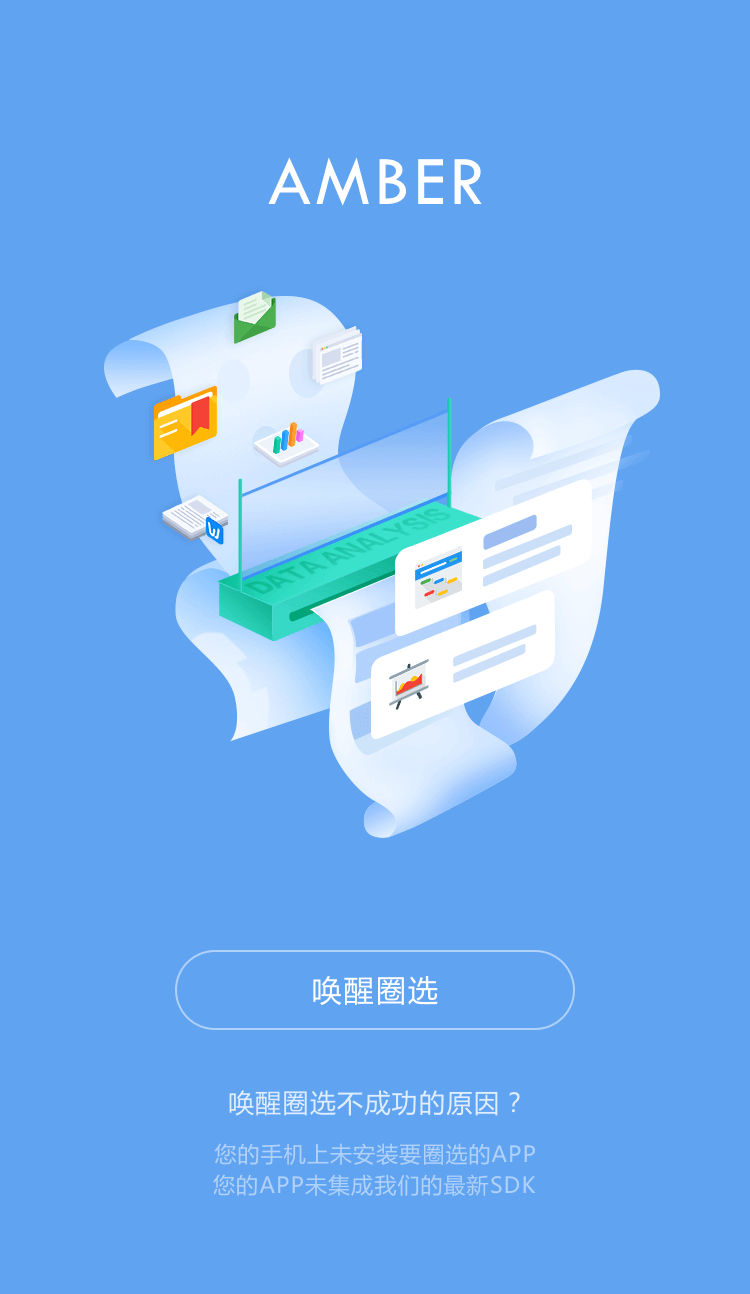 AMBER
DATA ANALYSIS
唤醒圈选
唤醒圈选不成功的原因？
您的手机上未安装要圈选的APP
您的APP未集成我们的最新SDK